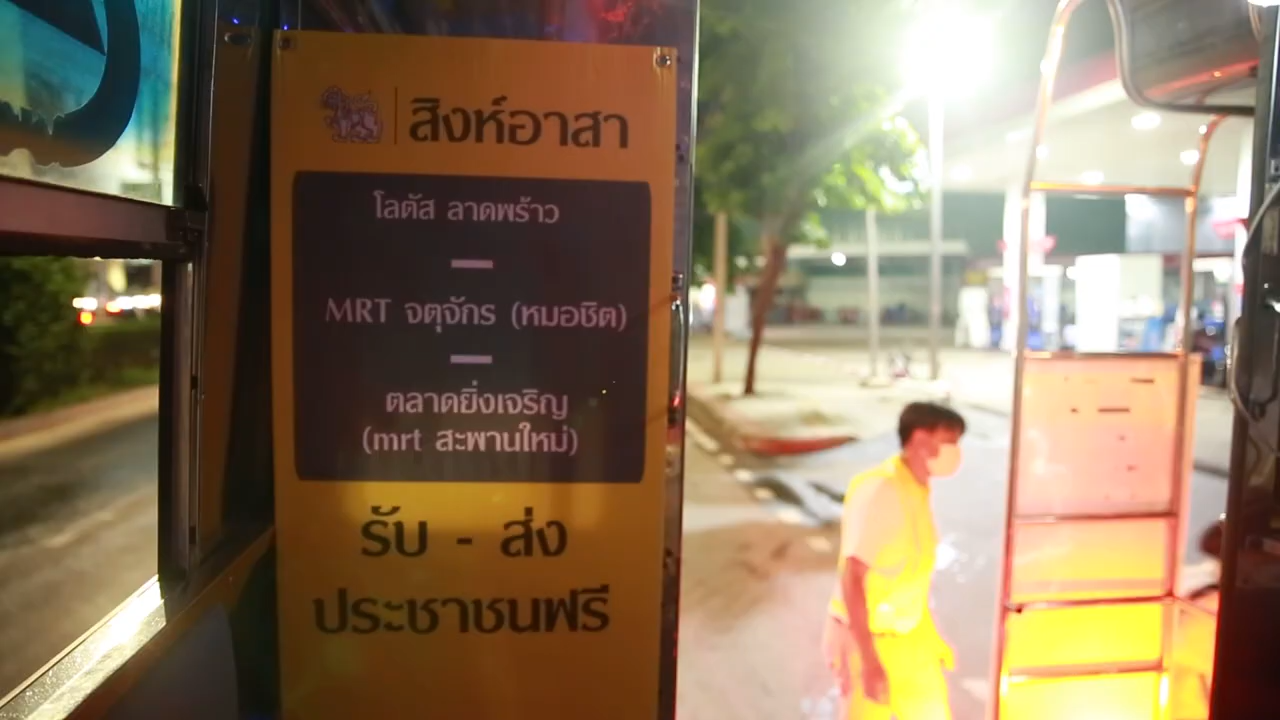 สิงห์อาสา
โลตัส ลาดพร้าว
MRT จตุจักร (หมอชิต)
ตลาดยิ่งเจริญ
(mrt สะพานใหม่)
รับ - ส่ง
ประชาชนฟรี